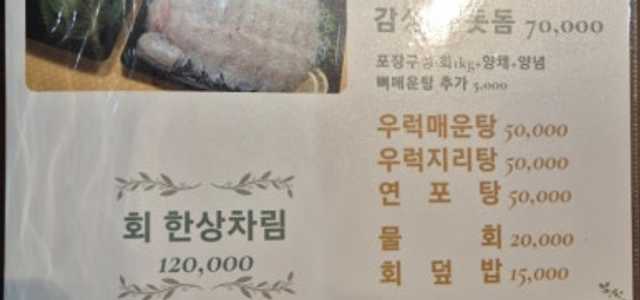 감성 돗돔 70,000
포장구성:회1kg+야채+양념
뼈매운탕 추가 5,000
우럭매운탕 50,000
우럭지리탕 50,000
연 포 탕 50,000
물 회 20,000
회 덮 밥 15,000
회 한상차림
120,000